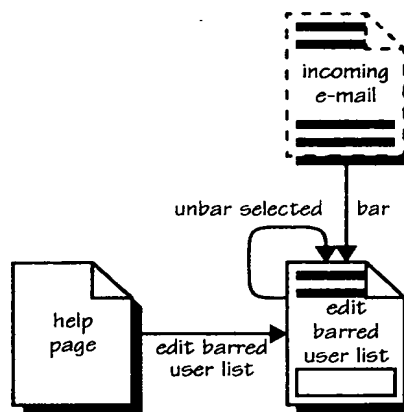 incoming
e-mail
unbar selected
bar
help
page
edit barred
user list
edit
barred
user list